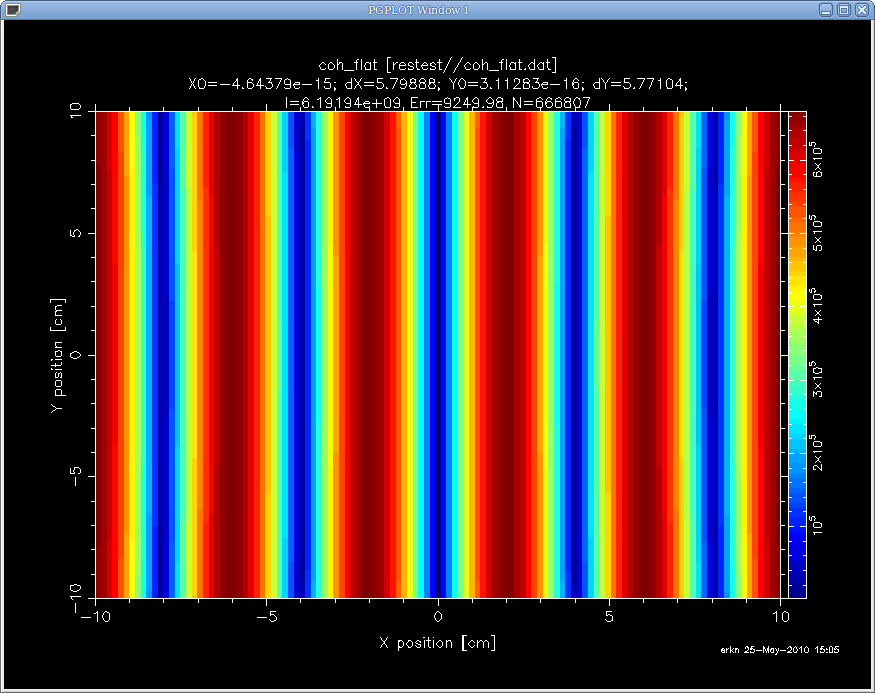 PGPLOT Window 1
coh_flat [restest//coh_flat.dat]
X0=−4.64379e−15; dX=5.79888; Y0=3.11283e−16; dY=5.77104;
I=6.19194e+09, Err=9249.98, N=666807
10
5
0
−5
−10
Y position [cm]
−10 −5 0 5 10
X position [cm]
6×10⁵
5×10⁵
4×10⁵
3×10⁵
2×10⁵
10⁵
erkn 25−May−2010 15:05